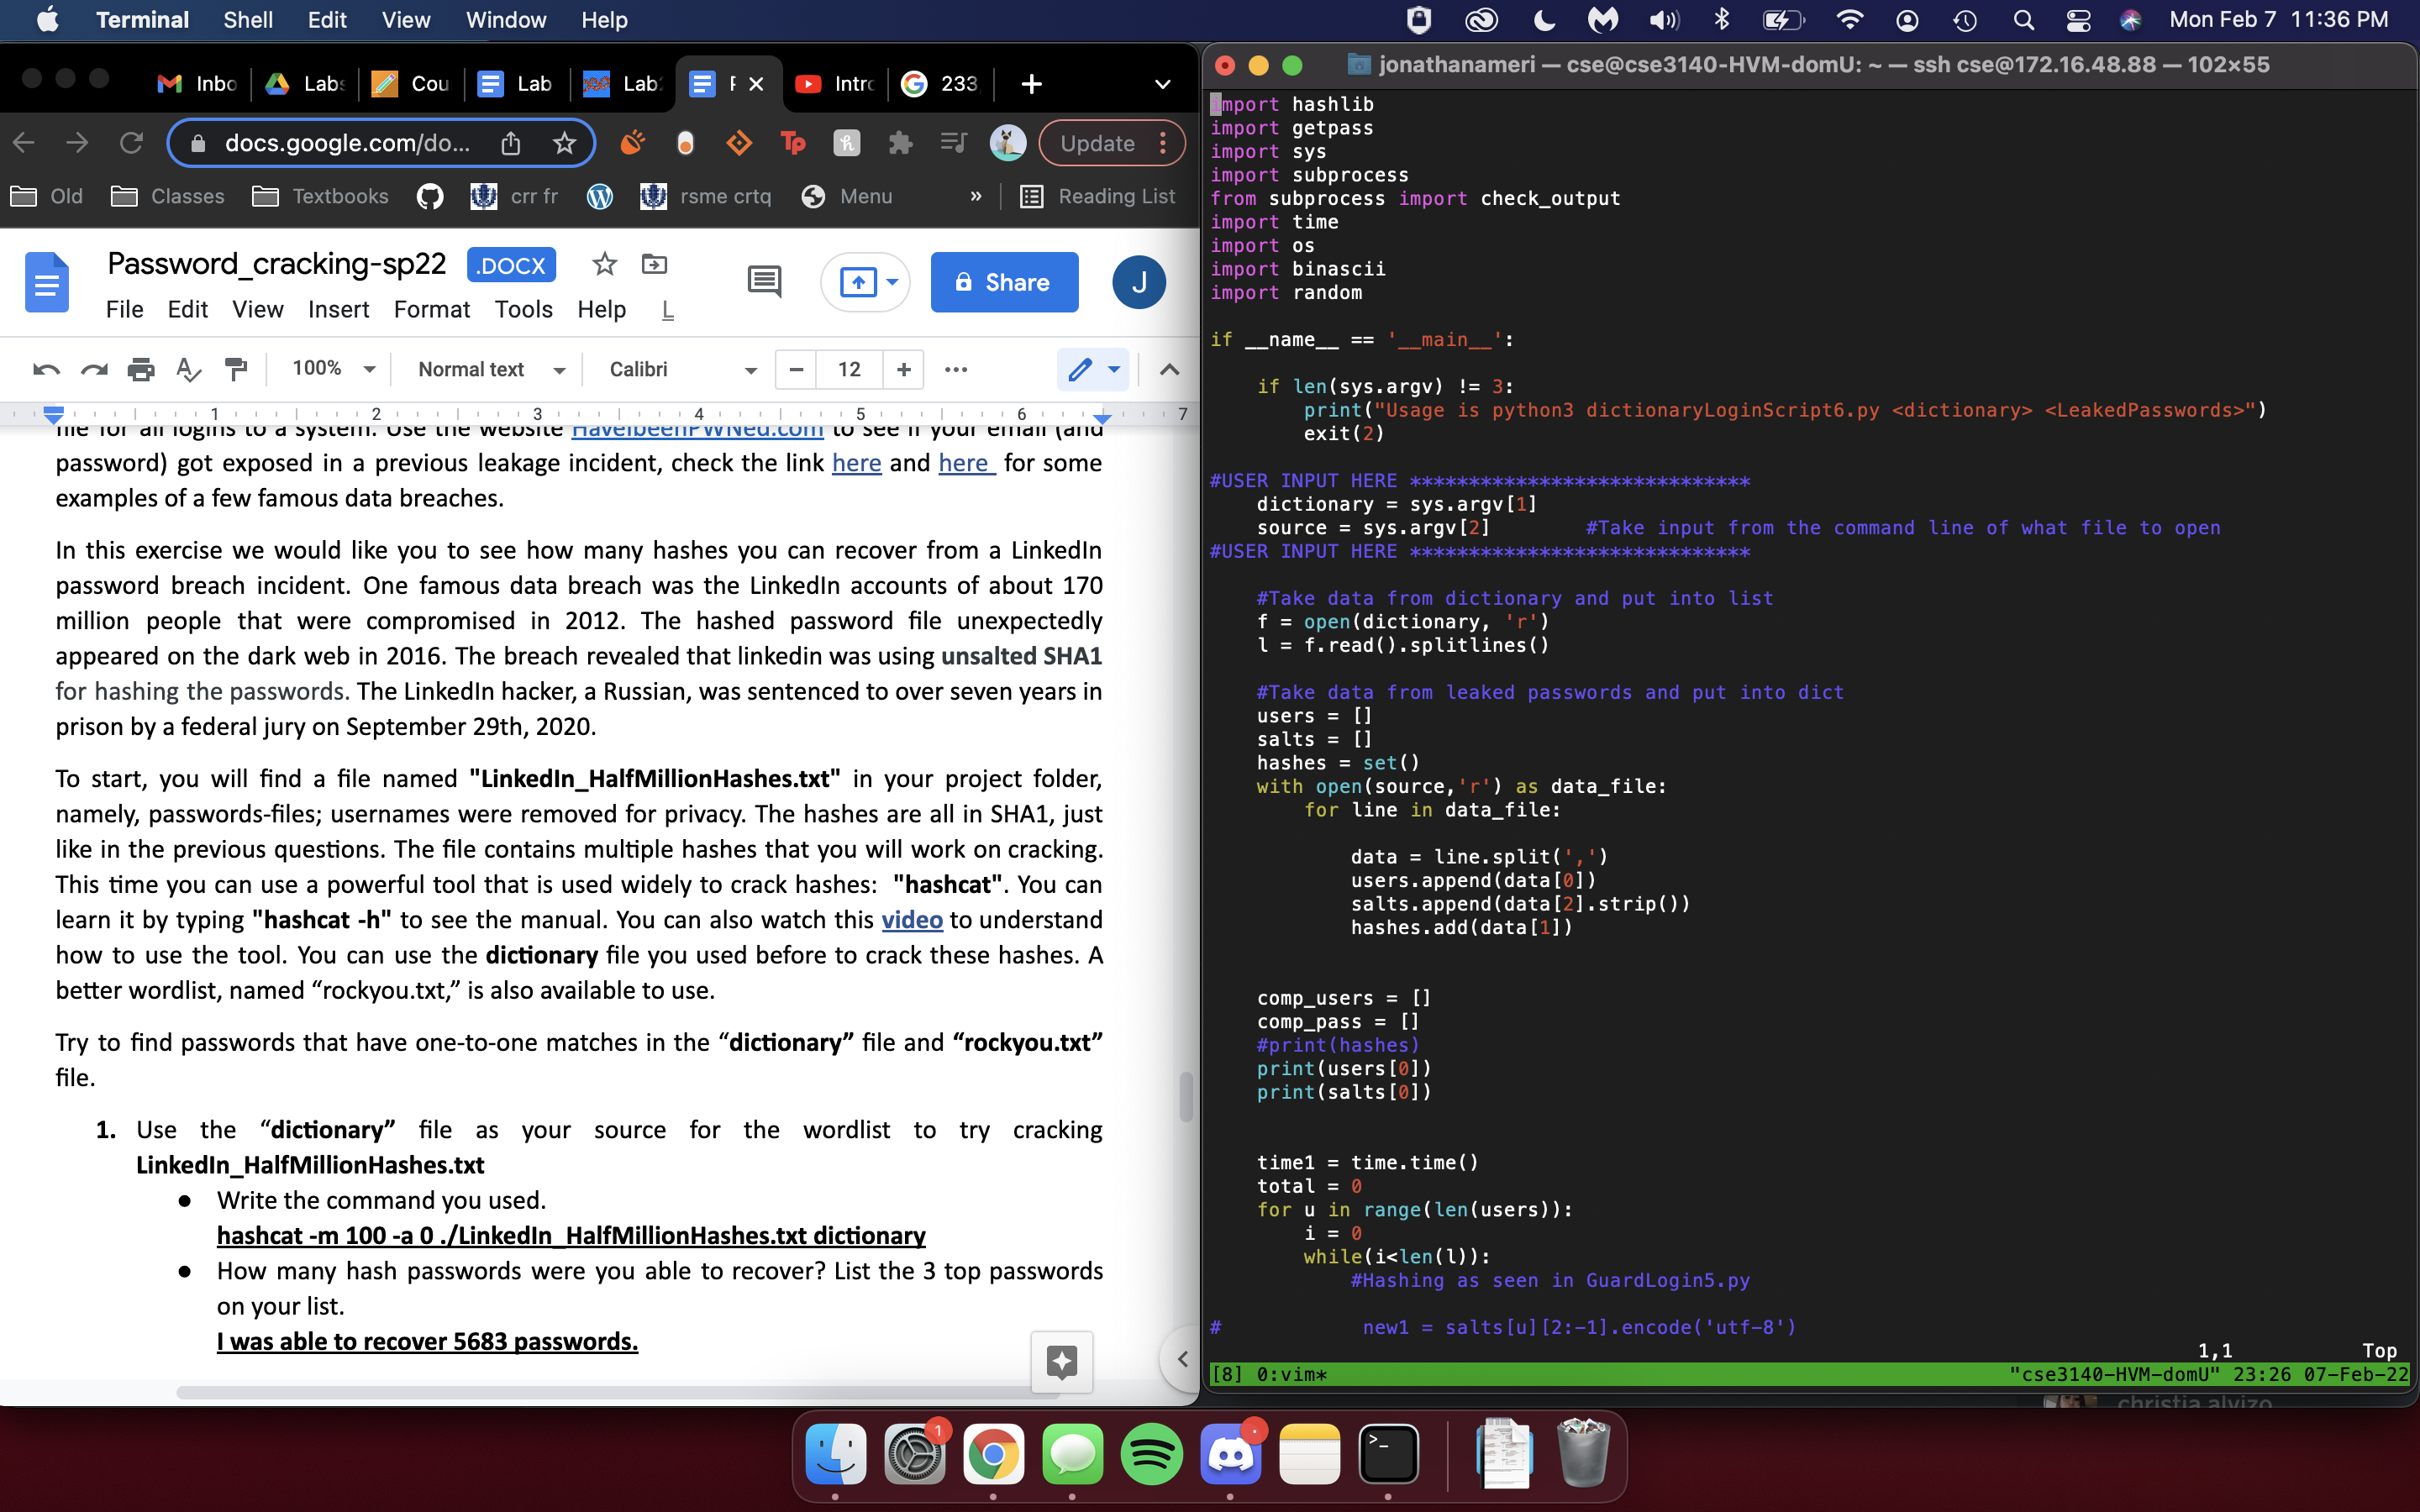 Terminal Shell Edit View Window Help
Mon Feb 7 11:36 PM
Inbo Labs Cou Lab Lab Intro 233
docs.google.com/do...
Update
Old Classes Textbooks crr fr rsme crtq Menu » Reading List
Password_cracking-sp22 .DOCX
Share
J
File Edit View Insert Format Tools Help L
100% Normal text Calibri 12
1 2 3 4 5 6 7
file for all logins to a system. Use the website HaveIbeenPWNed.com to see if your email (and
password) got exposed in a previous leakage incident, check the link here and here for some
examples of a few famous data breaches.
In this exercise we would like you to see how many hashes you can recover from a LinkedIn
password breach incident. One famous data breach was the LinkedIn accounts of about 170
million people that were compromised in 2012. The hashed password file unexpectedly
appeared on the dark web in 2016. The breach revealed that linkedin was using unsalted SHA1
for hashing the passwords. The LinkedIn hacker, a Russian, was sentenced to over seven years in
prison by a federal jury on September 29th, 2020.
To start, you will find a file named "LinkedIn_HalfMillionHashes.txt" in your project folder,
namely, passwords-files; usernames were removed for privacy. The hashes are all in SHA1, just
like in the previous questions. The file contains multiple hashes that you will work on cracking.
This time you can use a powerful tool that is used widely to crack hashes: "hashcat". You can
learn it by typing "hashcat -h" to see the manual. You can also watch this video to understand
how to use the tool. You can use the dictionary file you used before to crack these hashes. A
better wordlist, named “rockyou.txt,” is also available to use.
Try to find passwords that have one-to-one matches in the “dictionary” file and “rockyou.txt”
file.
1. Use the “dictionary” file as your source for the wordlist to try cracking
LinkedIn_HalfMillionHashes.txt
● Write the command you used.
hashcat -m 100 -a 0 ./LinkedIn_HalfMillionHashes.txt dictionary
● How many hash passwords were you able to recover? List the 3 top passwords
on your list.
I was able to recover 5683 passwords.
jonathanameri — cse@cse3140-HVM-domU: ~ — ssh cse@172.16.48.88 — 102×55
import hashlib
import getpass
import sys
import subprocess
from subprocess import check_output
import time
import os
import binascii
import random
if __name__ == '__main__':
if len(sys.argv) != 3:
print("Usage is python3 dictionaryLoginScript6.py <dictionary> <LeakedPasswords>")
exit(2)
#USER INPUT HERE *****************************
dictionary = sys.argv[1]
source = sys.argv[2] #Take input from the command line of what file to open
#USER INPUT HERE *****************************
#Take data from dictionary and put into list
f = open(dictionary, 'r')
l = f.read().splitlines()
#Take data from leaked passwords and put into dict
users = []
salts = []
hashes = set()
with open(source,'r') as data_file:
for line in data_file:
data = line.split(',')
users.append(data[0])
salts.append(data[2].strip())
hashes.add(data[1])
comp_users = []
comp_pass = []
#print(hashes)
print(users[0])
print(salts[0])
time1 = time.time()
total = 0
for u in range(len(users)):
i = 0
while(i<len(l)):
#Hashing as seen in GuardLogin5.py
# new1 = salts[u][2:-1].encode('utf-8')
1,1 Top
[8] 0:vim* "cse3140-HVM-domU" 23:26 07-Feb-22
christia alvizo
1